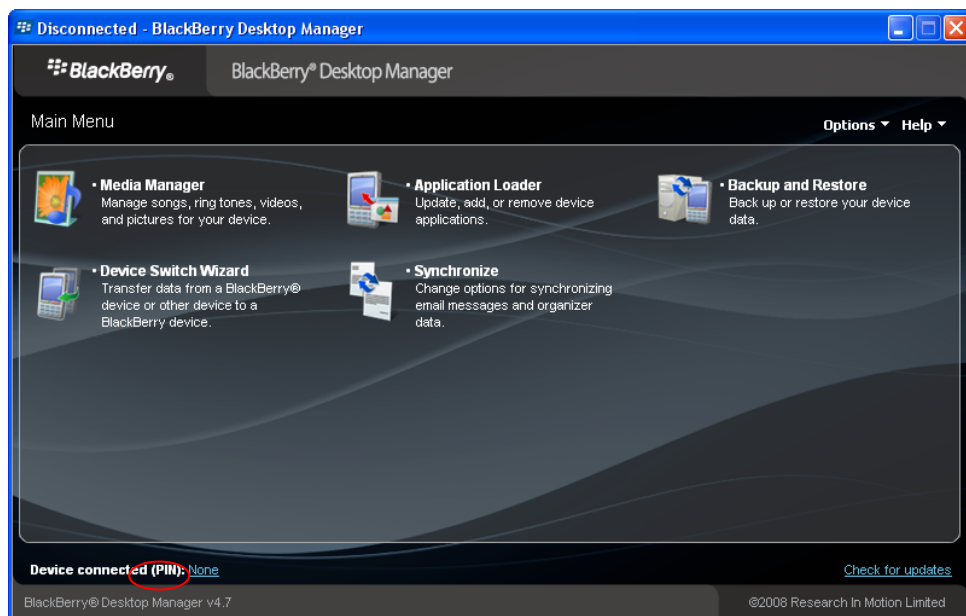 Disconnected - BlackBerry Desktop Manager
BlackBerry®
BlackBerry® Desktop Manager
Main Menu
Options
Help
· Media Manager
Manage songs, ring tones, videos,
and pictures for your device.
· Application Loader
Update, add, or remove device
applications.
· Backup and Restore
Back up or restore your device
data.
· Device Switch Wizard
Transfer data from a BlackBerry®
device or other device to a
BlackBerry device.
· Synchronize
Change options for synchronizing
email messages and organizer
data.
Device connected (PIN): None
Check for updates
BlackBerry® Desktop Manager v4.7
©2008 Research In Motion Limited